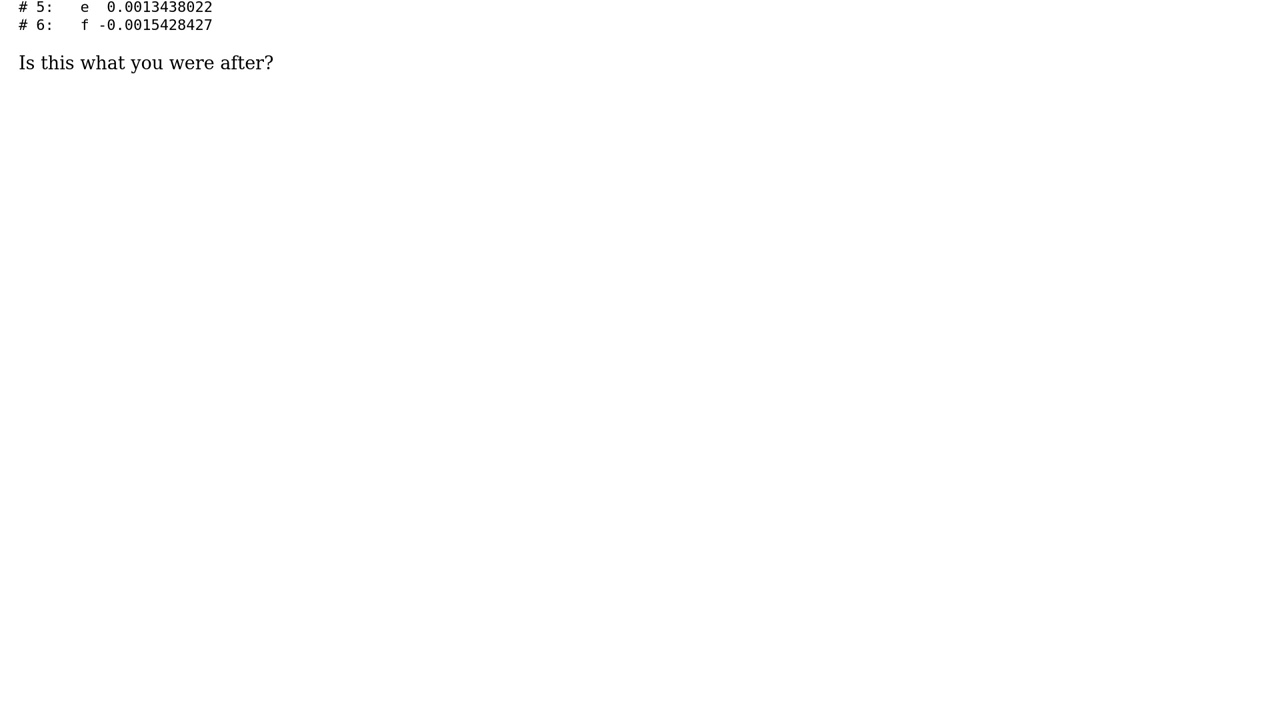 # 5:   e  0.0013438022
# 6:   f -0.0015428427
Is this what you were after?